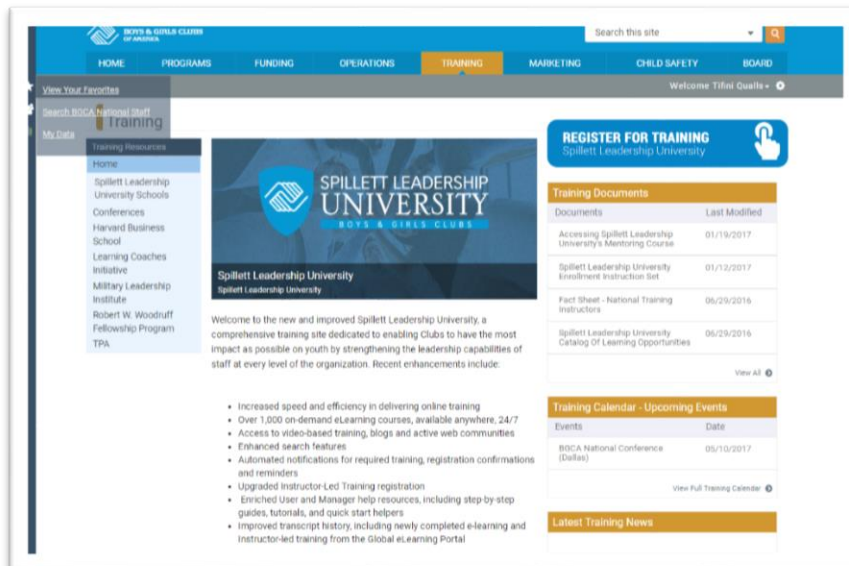 BOYS & GIRLS CLUBS
OF AMERICA
Search this site
HOME PROGRAMS FUNDING OPERATIONS TRAINING MARKETING CHILD SAFETY BOARD
Welcome Tifini Qualls
View Your Favorites
Search BGCA National Staff
My Data
Training
Training Resources
Home
Spillett Leadership
University Schools
Conferences
Harvard Business
School
Learning Coaches
Initiative
Military Leadership
Institute
Robert W. Woodruff
Fellowship Program
TPA
SPILLETT LEADERSHIP
UNIVERSITY
BOYS & GIRLS CLUBS
Spillett Leadership University
Spillett Leadership University
Welcome to the new and improved Spillett Leadership University, a
comprehensive training site dedicated to enabling Clubs to have the most
impact as possible on youth by strengthening the leadership capabilities of
staff at every level of the organization. Recent enhancements include:
• Increased speed and efficiency in delivering online training
• Over 1,000 on-demand eLearning courses, available anywhere, 24/7
• Access to video-based training, blogs and active web communities
• Enhanced search features
• Automated notifications for required training, registration confirmations
and reminders
• Upgraded Instructor-Led Training registration
• Enriched User and Manager help resources, including step-by-step
guides, tutorials, and quick start helpers
• Improved transcript history, including newly completed e-learning and
Instructor-led training from the Global eLearning Portal
REGISTER FOR TRAINING
Spillett Leadership University
Training Documents
Documents Last Modified
Accessing Spillett Leadership 01/19/2017
University's Mentoring Course
Spillett Leadership University 01/12/2017
Enrollment Instruction Set
Fact Sheet - National Training 06/29/2016
Instructors
Spillett Leadership University 06/29/2016
Catalog Of Learning Opportunities
View All
Training Calendar - Upcoming Events
Events Date
BGCA National Conference 05/10/2017
(Dallas)
View Full Training Calendar
Latest Training News